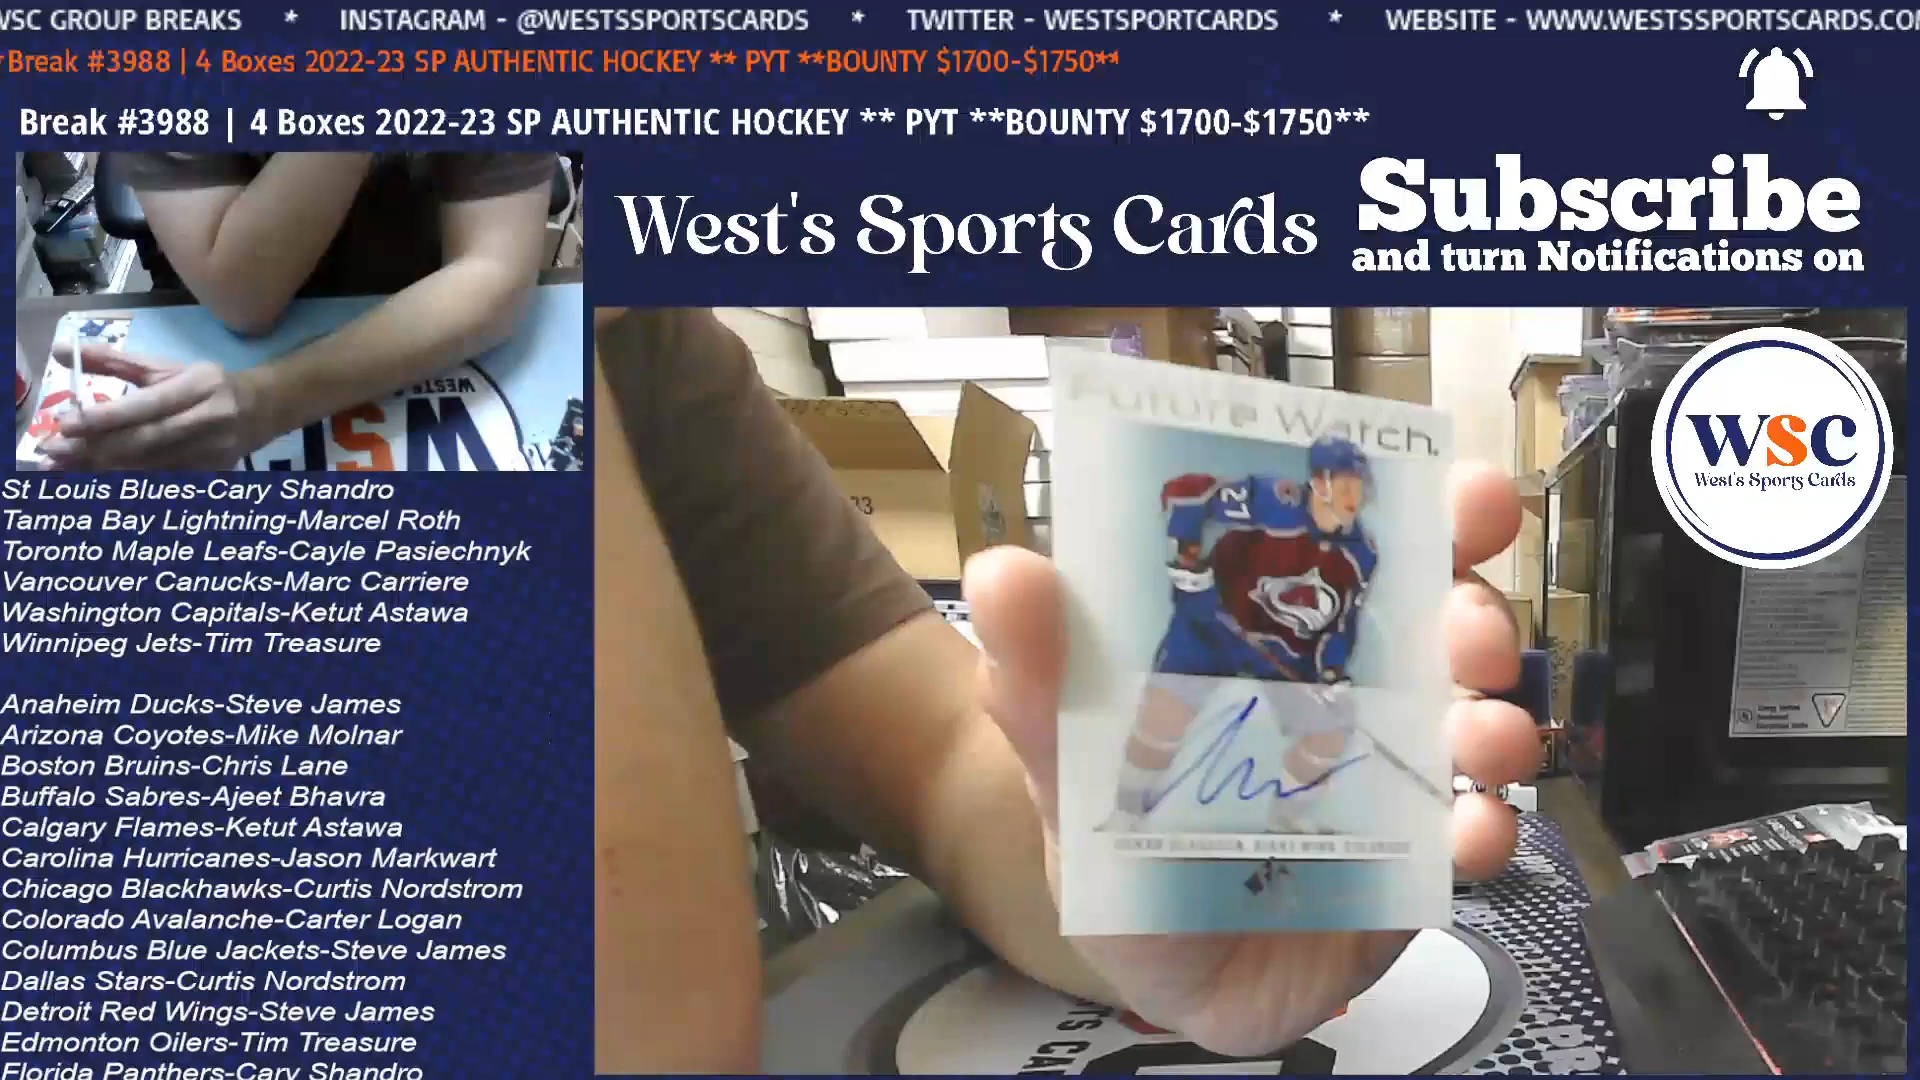 WSC GROUP BREAKS * INSTAGRAM - @WESTSSPORTSCARDS * TWITTER - WESTSPORTCARDS * WEBSITE - WWW.WESTSSPORTSCARDS.CO
Break #3988 | 4 Boxes 2022-23 SP AUTHENTIC HOCKEY ** PYT **BOUNTY $1700-$1750**
Break #3988 | 4 Boxes 2022-23 SP AUTHENTIC HOCKEY ** PYT **BOUNTY $1700-$1750**
West's Sports Cards
Subscribe
and turn Notifications on
WESTS
WSC
St Louis Blues-Cary Shandro
Tampa Bay Lightning-Marcel Roth
Toronto Maple Leafs-Cayle Pasiechnyk
Vancouver Canucks-Marc Carriere
Washington Capitals-Ketut Astawa
Winnipeg Jets-Tim Treasure
Anaheim Ducks-Steve James
Arizona Coyotes-Mike Molnar
Boston Bruins-Chris Lane
Buffalo Sabres-Ajeet Bhavra
Calgary Flames-Ketut Astawa
Carolina Hurricanes-Jason Markwart
Chicago Blackhawks-Curtis Nordstrom
Colorado Avalanche-Carter Logan
Columbus Blue Jackets-Steve James
Dallas Stars-Curtis Nordstrom
Detroit Red Wings-Steve James
Edmonton Oilers-Tim Treasure
Florida Panthers-Cary Shandro
Future Watch.
27
WSC
West's Sports Cards